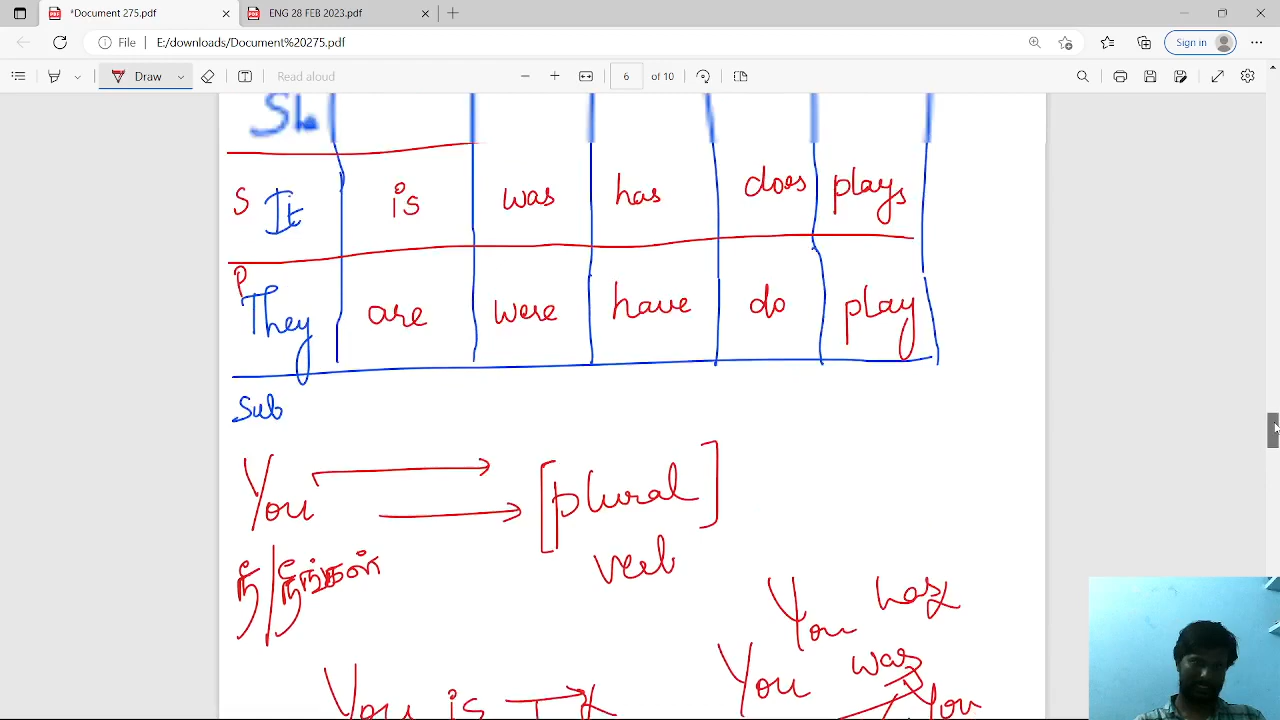 *Document 275.pdf
ENG 28 FEB 2023.pdf
File E:/downloads/Document%20275.pdf
Sign in
Draw
Read aloud
6 of 10
She
S It is was has does plays
P
They are were have do play
Sub
You [plural]
verb
நீ/நீங்கள்
You has
You was
You is
You